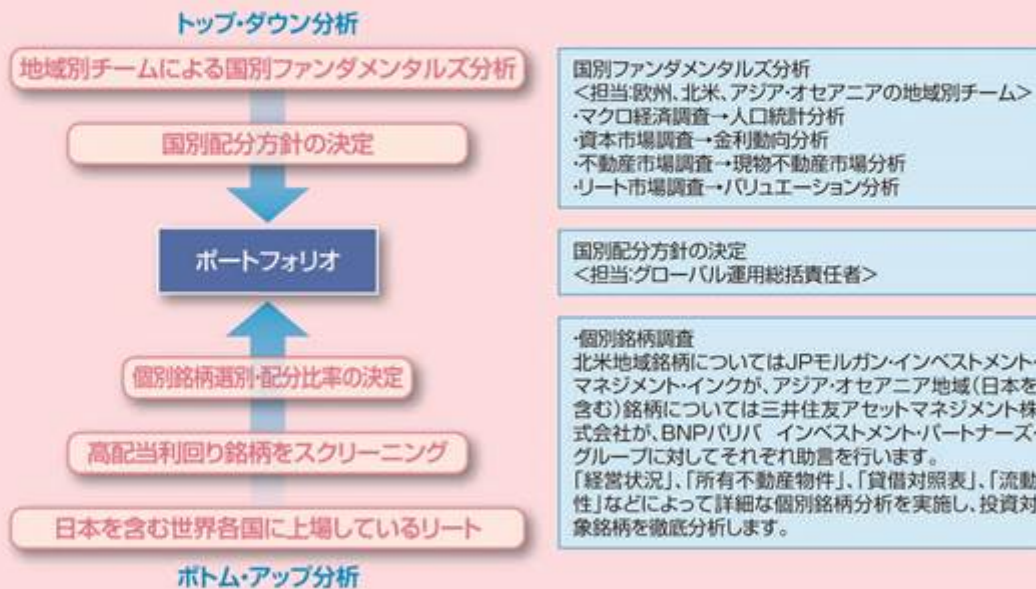 トップ・ダウン分析
地域別チームによる国別ファンダメンタルズ分析
国別配分方針の決定
ポートフォリオ
個別銘柄選別・配分比率の決定
高配当利回り銘柄をスクリーニング
日本を含む世界各国に上場しているリート
ボトム・アップ分析
国別ファンダメンタルズ分析
<担当:欧州、北米、アジア・オセアニアの地域別チーム>
・マクロ経済調査→人口統計分析
・資本市場調査→金利動向分析
・不動産市場調査→現物不動産市場分析
・リート市場調査→バリュエーション分析
国別配分方針の決定
<担当:グローバル運用総括責任者>
・個別銘柄調査
北米地域銘柄についてはJPモルガン・インベストメント・
マネジメント・インクが、アジア・オセアニア地域(日本を
含む)銘柄については三井住友アセットマネジメント株
式会社が、BNPパリバ インベストメント・パートナーズ・
グループに対してそれぞれ助言を行います。
「経営状況」、「所有不動産物件」、「貸借対照表」、「流動
性」などによって詳細な個別銘柄分析を実施し、投資対
象銘柄を徹底分析します。